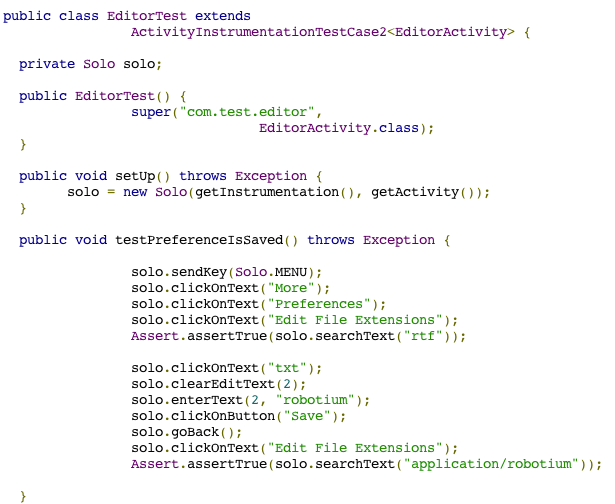 public class EditorTest extends
ActivityInstrumentationTestCase2<EditorActivity> {
private Solo solo;
public EditorTest() {
super("com.test.editor",
EditorActivity.class);
}
public void setUp() throws Exception {
solo = new Solo(getInstrumentation(), getActivity());
}
public void testPreferenceIsSaved() throws Exception {
solo.sendKey(Solo.MENU);
solo.clickOnText("More");
solo.clickOnText("Preferences");
solo.clickOnText("Edit File Extensions");
Assert.assertTrue(solo.searchText("rtf"));
solo.clickOnText("txt");
solo.clearEditText(2);
solo.enterText(2, "robotium");
solo.clickOnButton("Save");
solo.goBack();
solo.clickOnText("Edit File Extensions");
Assert.assertTrue(solo.searchText("application/robotium"));
}